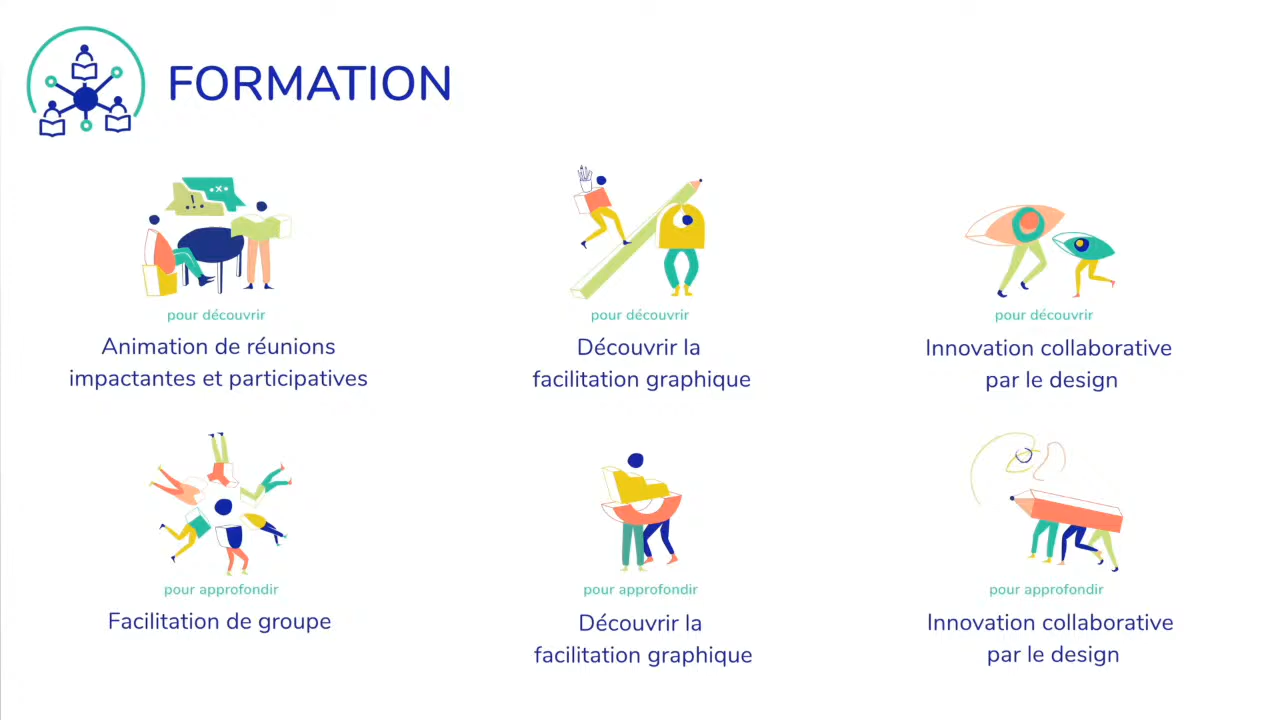 FORMATION
pour découvrir
Animation de réunions
impactantes et participatives
pour découvrir
Découvrir la
facilitation graphique
pour découvrir
Innovation collaborative
par le design
pour approfondir
Facilitation de groupe
pour approfondir
Découvrir la
facilitation graphique
pour approfondir
Innovation collaborative
par le design